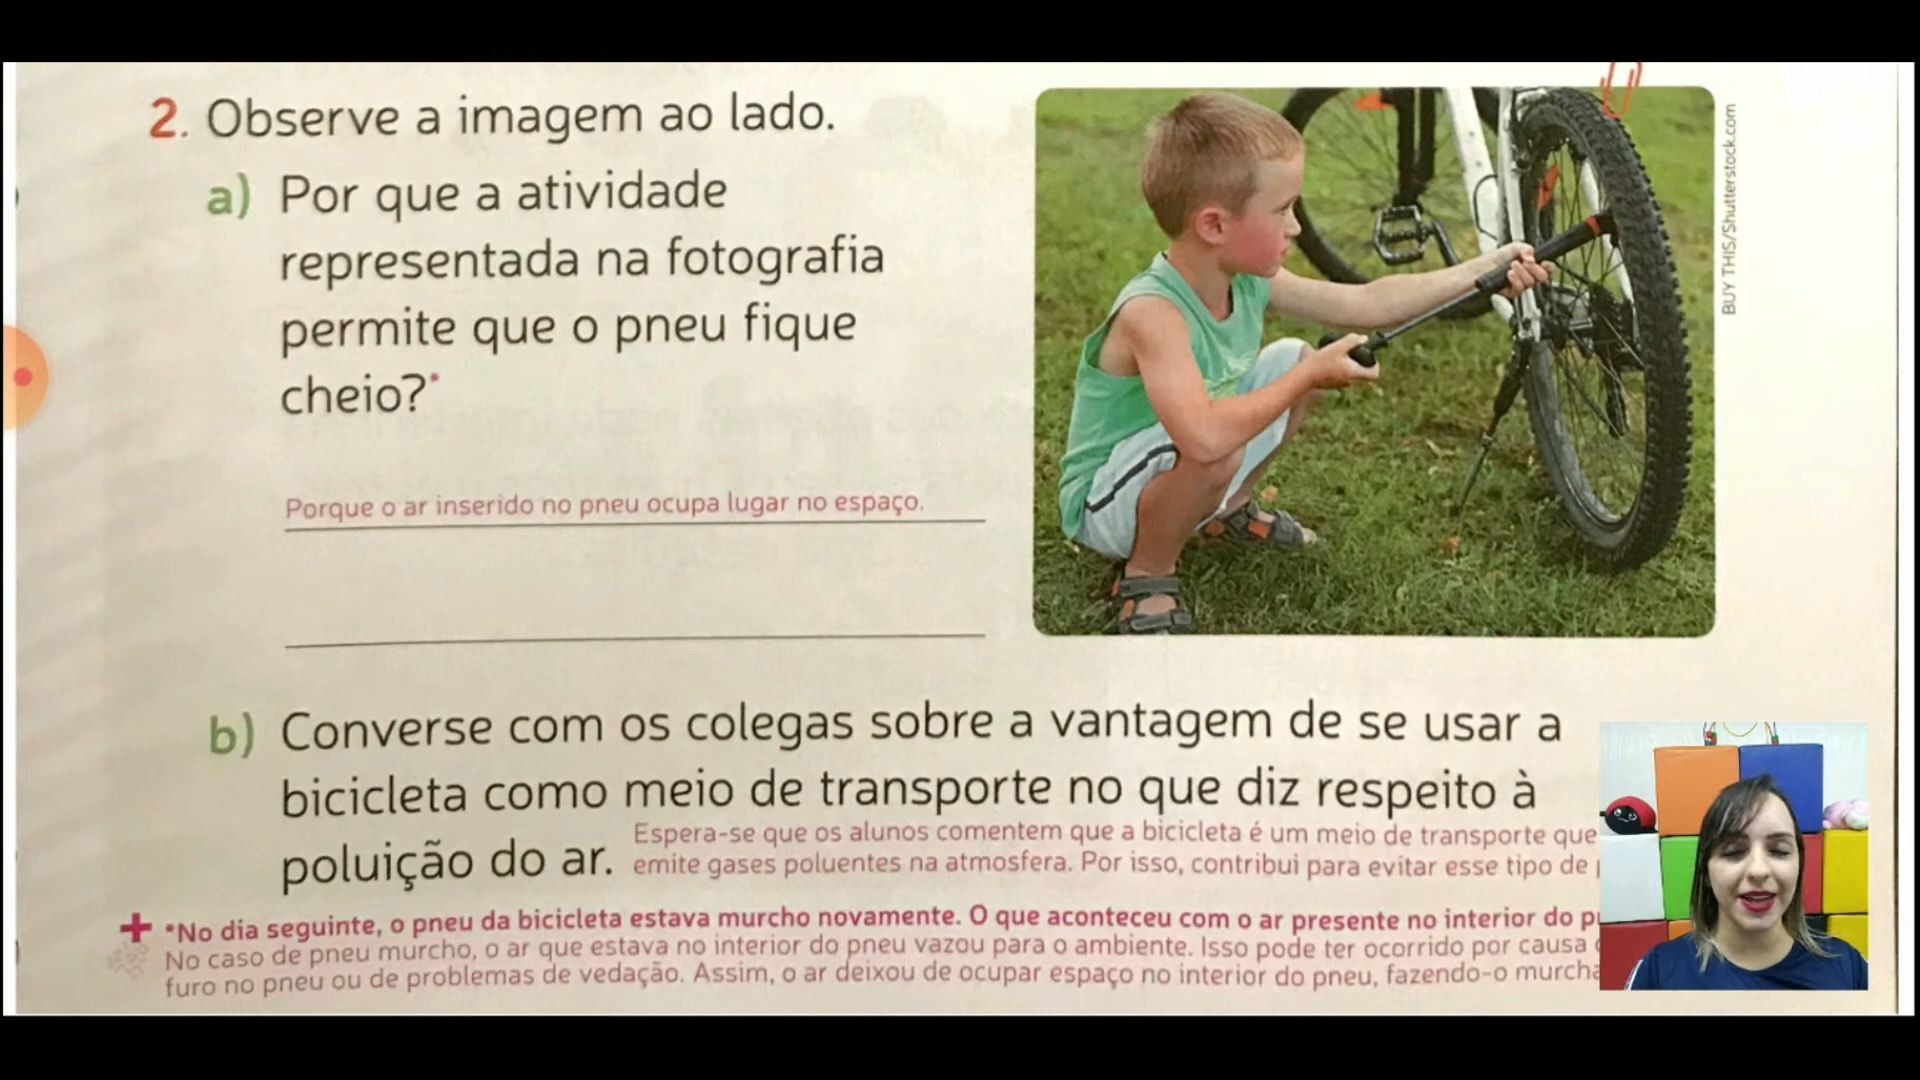 2. Observe a imagem ao lado.
a) Por que a atividade
representada na fotografia
permite que o pneu fique
cheio?*
Porque o ar inserido no pneu ocupa lugar no espaço.
BUY THIS/Shutterstock.com
b) Converse com os colegas sobre a vantagem de se usar a
bicicleta como meio de transporte no que diz respeito à
poluição do ar.
Espera-se que os alunos comentem que a bicicleta é um meio de transporte que
emite gases poluentes na atmosfera. Por isso, contribui para evitar esse tipo de
*No dia seguinte, o pneu da bicicleta estava murcho novamente. O que aconteceu com o ar presente no interior do
No caso de pneu murcho, o ar que estava no interior do pneu vazou para o ambiente. Isso pode ter ocorrido por causa
furo no pneu ou de problemas de vedação. Assim, o ar deixou de ocupar espaço no interior do pneu, fazendo-o